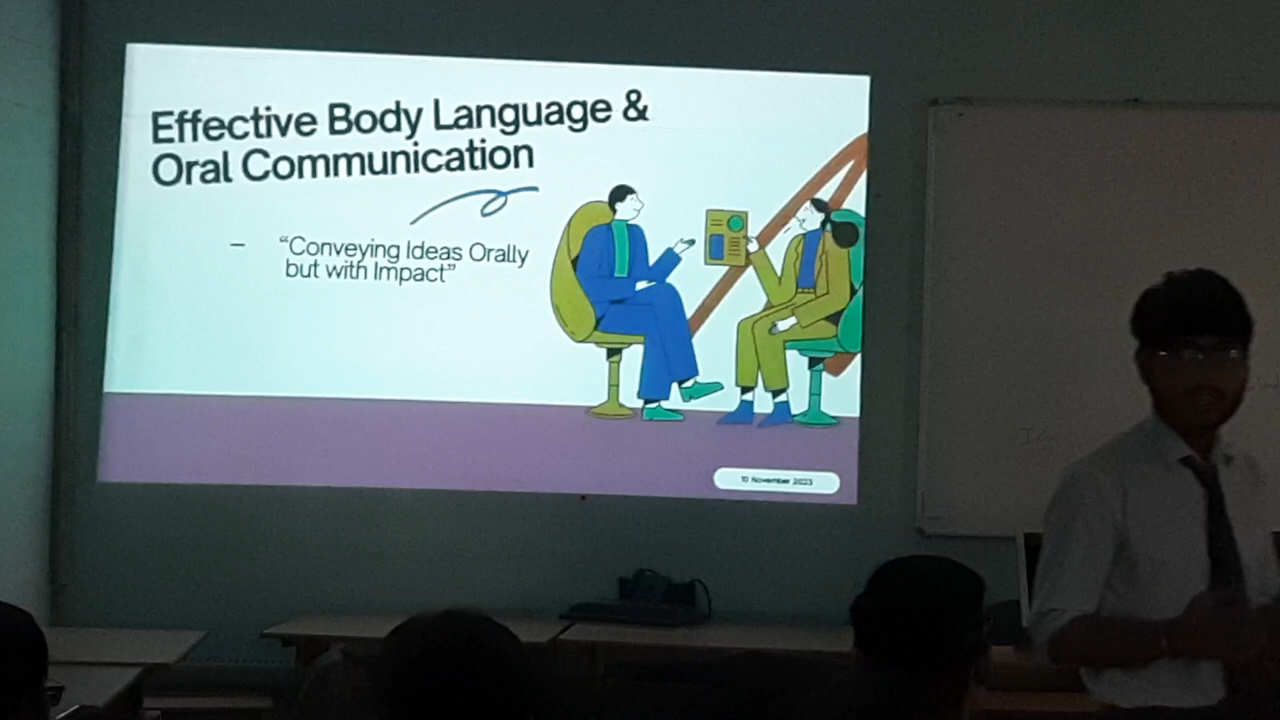 Effective Body Language &
Oral Communication
– “Conveying Ideas Orally
but with Impact”
10 November 2023